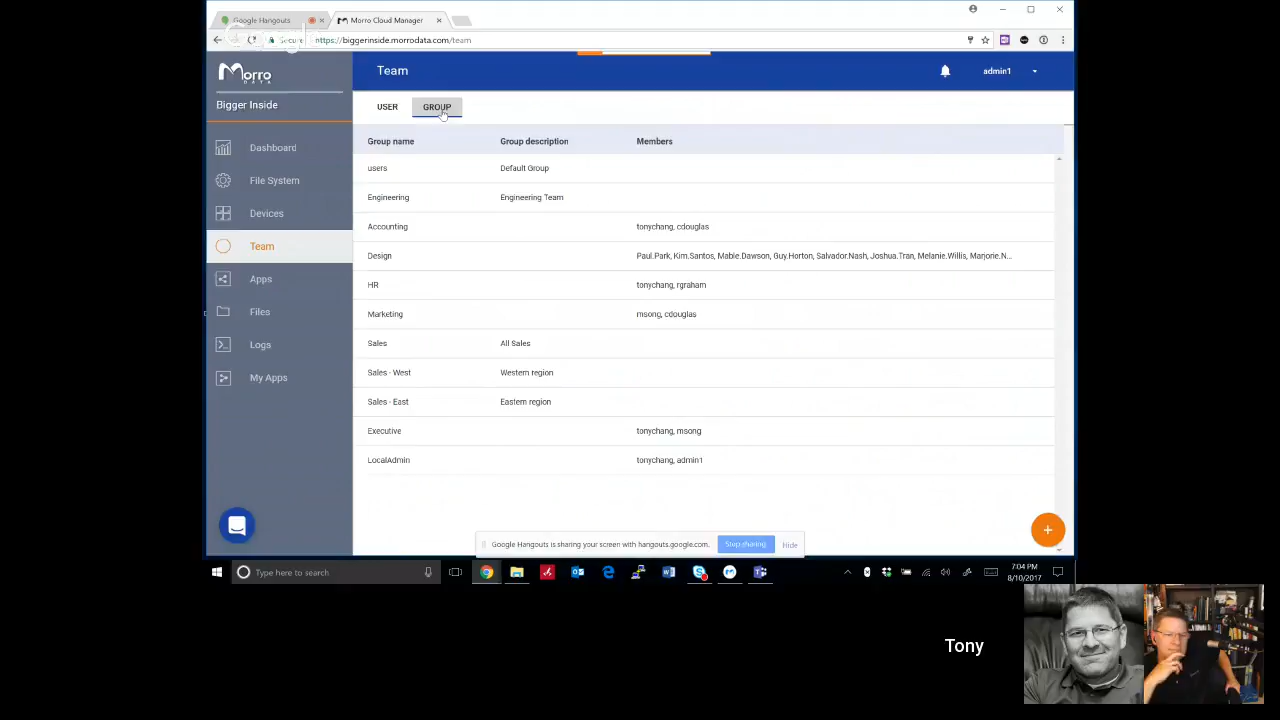 Google Hangouts
Morro Cloud Manager
Google
Secure
https://biggerinside.morrodata.com/team
Morro
DATA
Team
admin1
Bigger Inside
USER
GROUP
Group name
Group description
Members
Dashboard
File System
Devices
Team
Apps
Files
Logs
My Apps
users
Default Group
Engineering
Engineering Team
Accounting
tonychang, cdouglas
Design
Paul.Park, Kim.Santos, Mable.Dawson, Guy.Horton, Salvador.Nash, Joshua.Tran, Melanie.Willis, Marjorie.N...
HR
tonychang, rgraham
Marketing
msong, cdouglas
Sales
All Sales
Sales - West
Western region
Sales - East
Eastern region
Executive
tonychang, msong
LocalAdmin
tonychang, admin1
+
Google Hangouts is sharing your screen with hangouts.google.com.
Stop sharing
hide
Type here to search
7:04 PM
8/10/2017
Tony